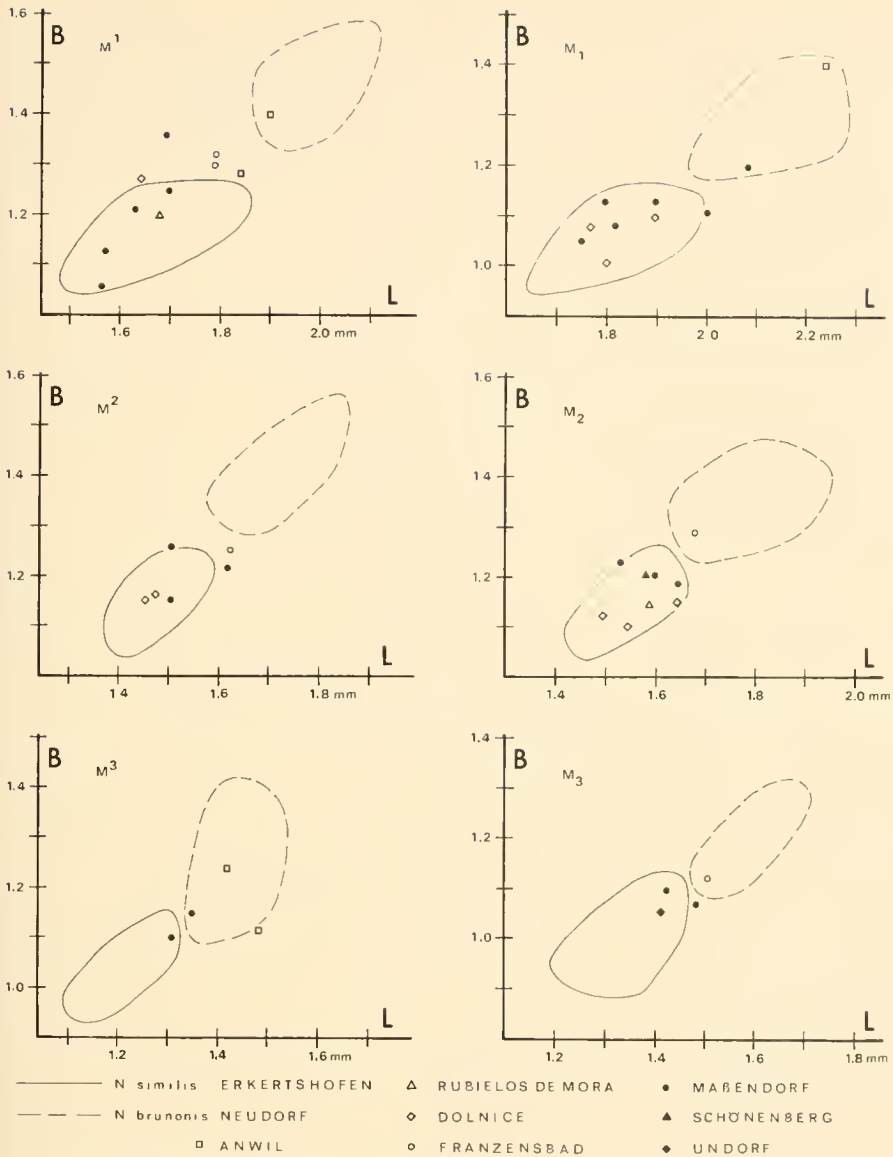 1.6
B
M1
1.4
1.2
1.6
1.8
2.0 mm
L
B
M1
1.4
1.2
1.0
1.8
2 0
2.2 mm
L
1.6
B
M2
1.4
1.2
1.4
1.6
1.8 mm
L
1.6
B
M2
1.4
1.2
1.4
1.6
1.8
2.0 mm
L
B
M3
1.4
1.2
1.0
1.2
1.4
1.6 mm
L
1.4
B
M3
1.2
1.0
1.2
1.4
1.6
1.8 mm
L
N similis ERKERTSHOFEN
RUBIELOS DE MORA
MAßENDORF
N brunonis NEUDORF
DOLNICE
SCHÖNENBERG
ANWIL
FRANZENSBAD
UNDORF